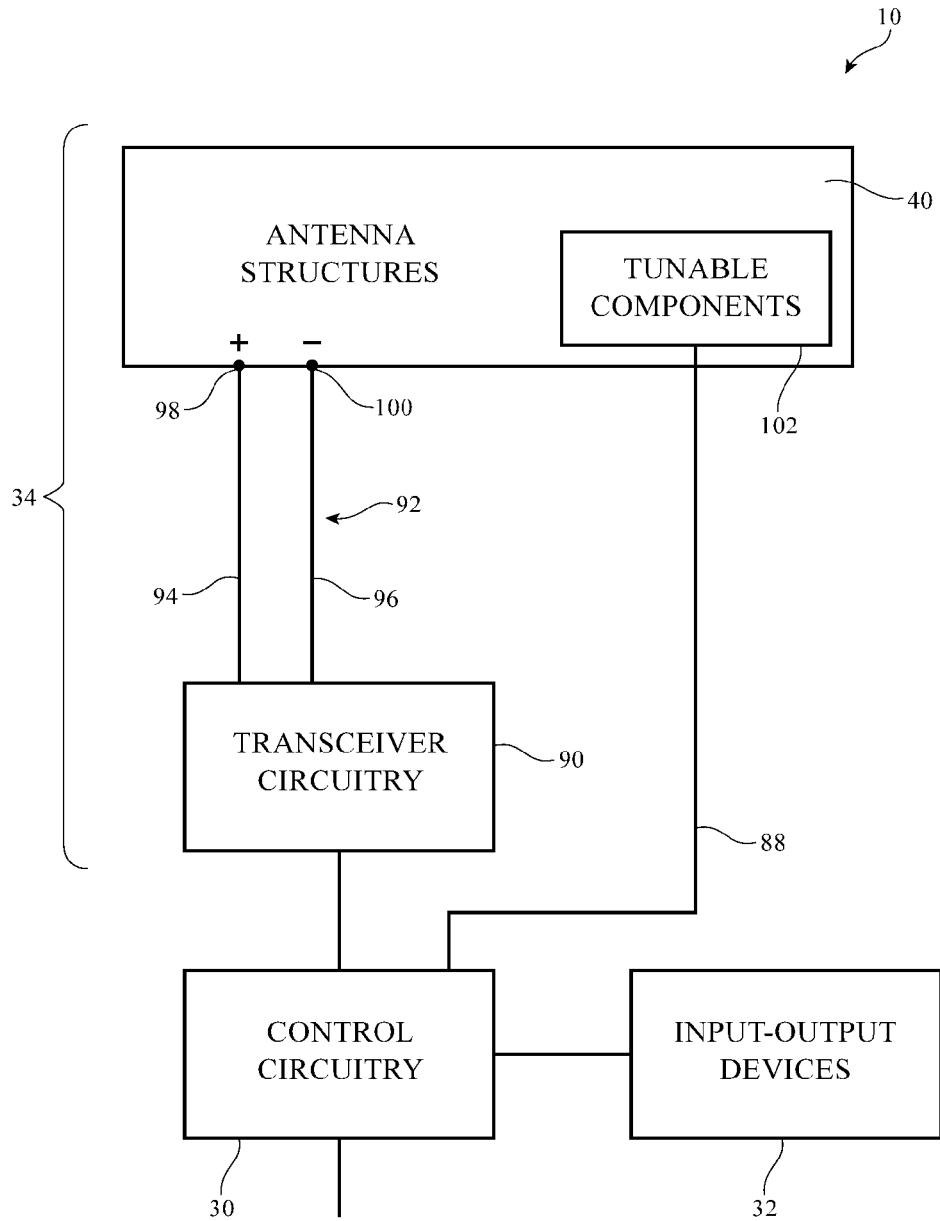 10
40
ANTENNA
STRUCTURES
TUNABLE
COMPONENTS
+ −
98
100
102
34
92
94
96
TRANSCEIVER
CIRCUITRY
90
88
CONTROL
CIRCUITRY
INPUT-OUTPUT
DEVICES
30
32